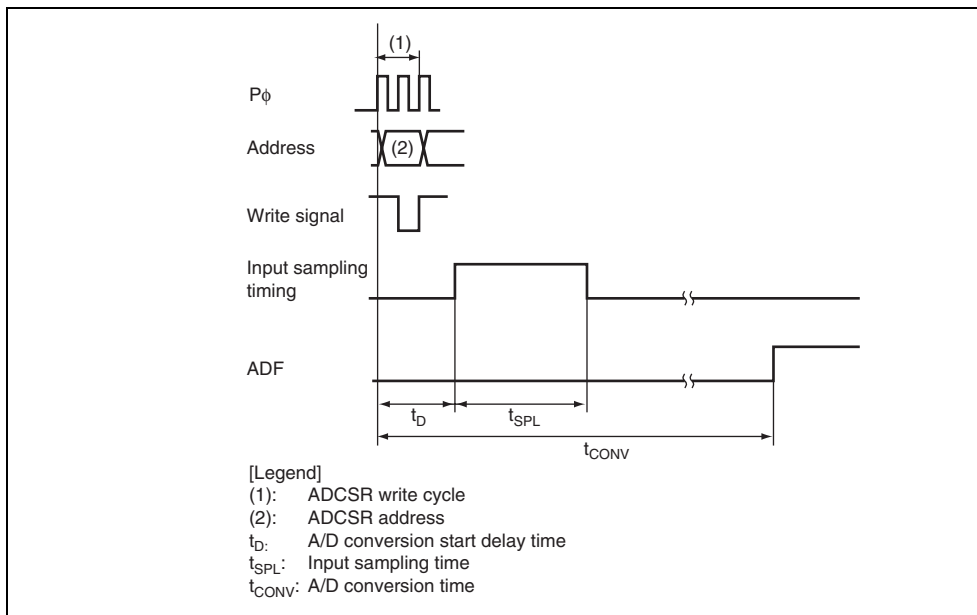 (1)
Pϕ
Address
(2)
Write signal
Input sampling
timing
ADF
tD
tSPL
tCONV
[Legend]
(1): ADCSR write cycle
(2): ADCSR address
tD: A/D conversion start delay time
tSPL: Input sampling time
tCONV: A/D conversion time